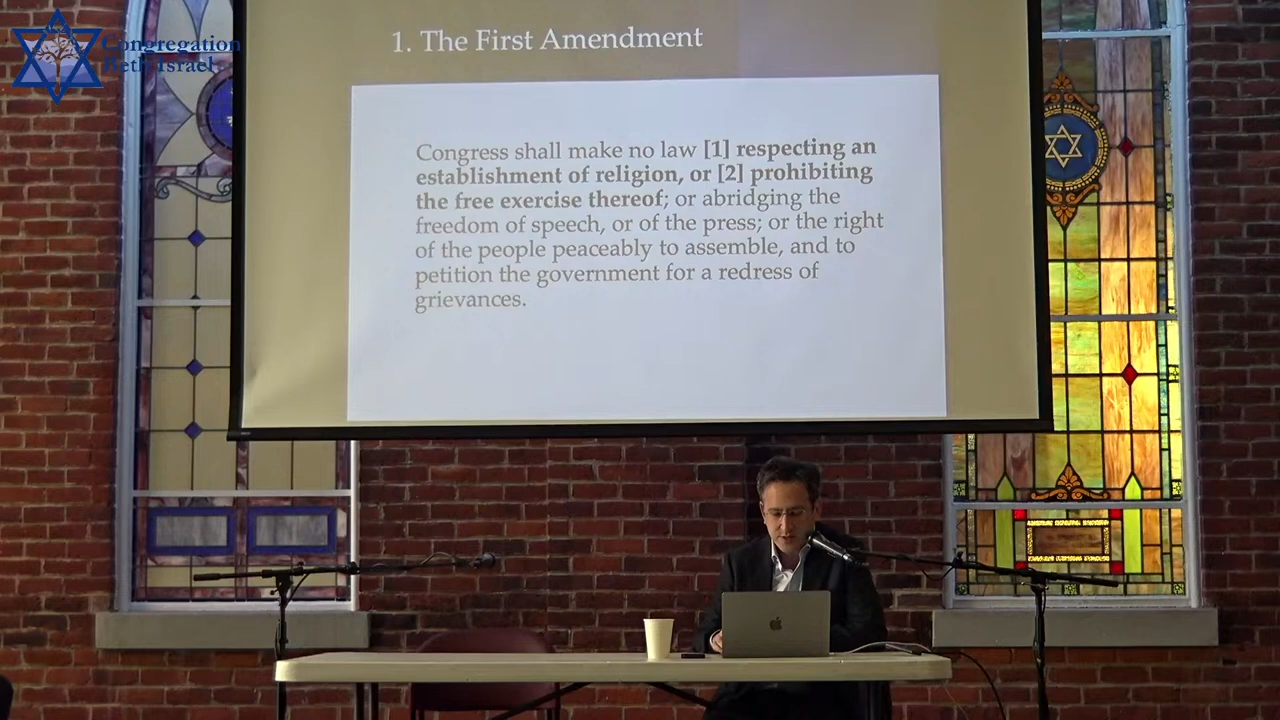 Congregation
Beth Israel
1. The First Amendment
Congress shall make no law [1] respecting an
establishment of religion, or [2] prohibiting
the free exercise thereof; or abridging the
freedom of speech, or of the press; or the right
of the people peaceably to assemble, and to
petition the government for a redress of
grievances.